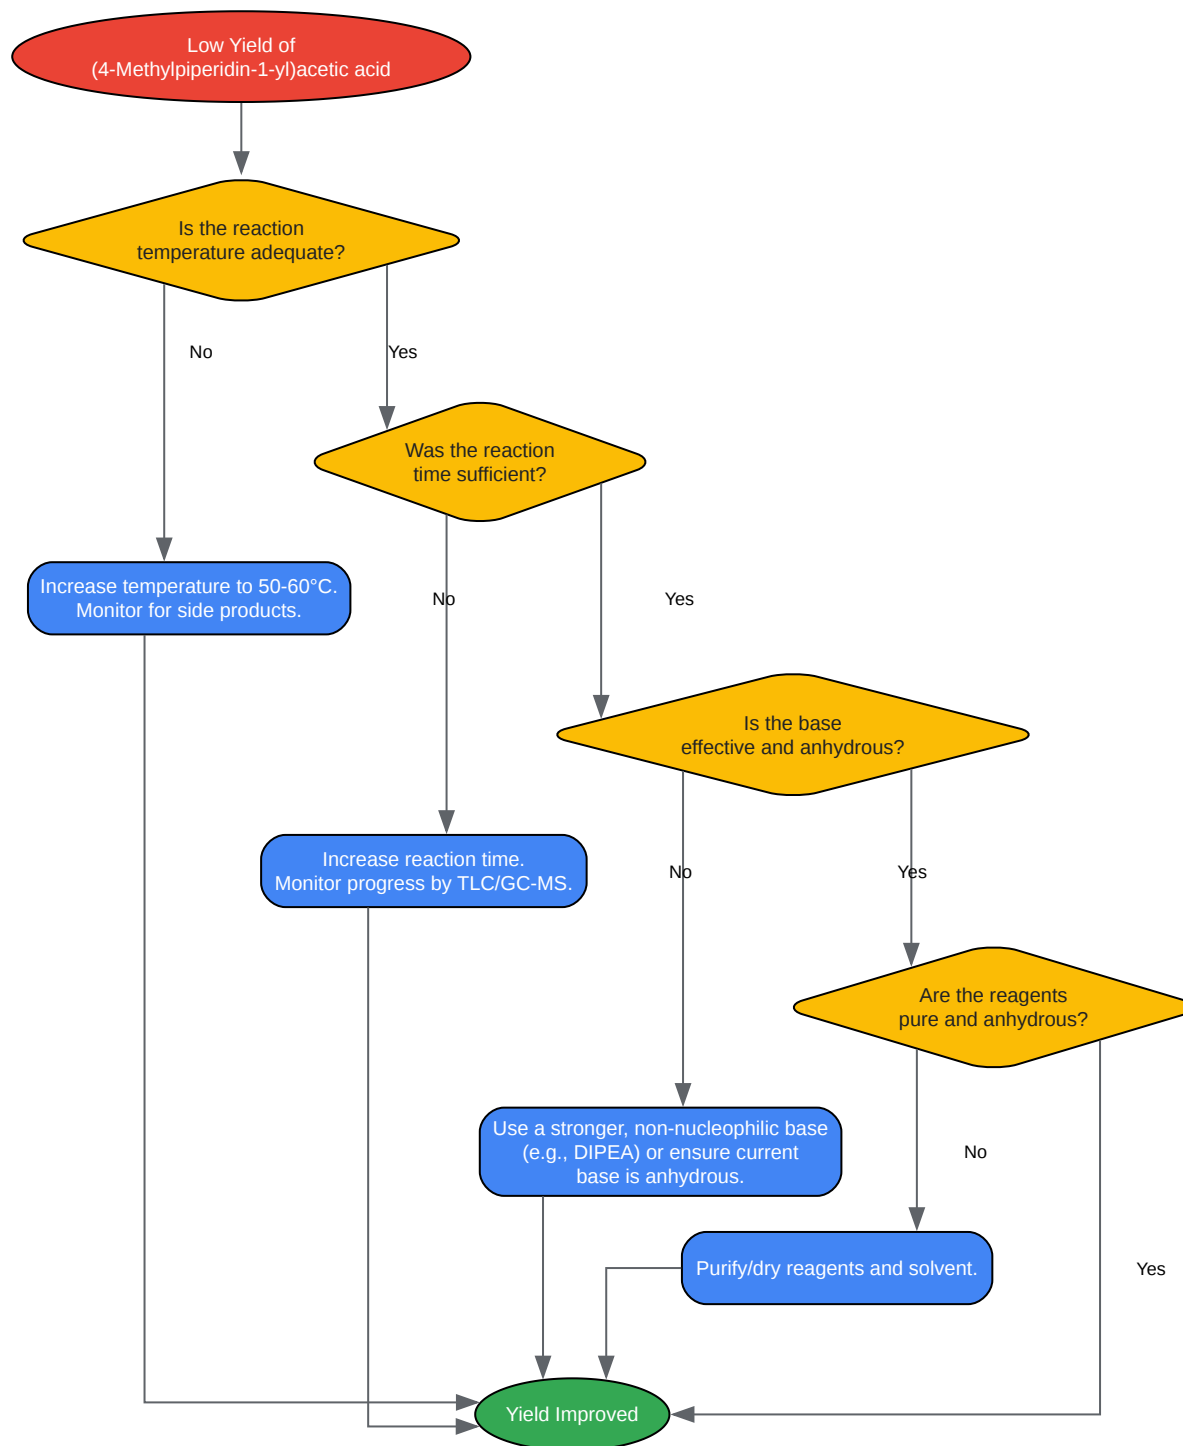 Low Yield of
(4-Methylpiperidin-1-yl)acetic acid
Is the reaction
temperature adequate?
No
Yes
Was the reaction
time sufficient?
Increase temperature to 50-60°C.
Monitor for side products.
No
Yes
Is the base
effective and anhydrous?
Increase reaction time.
Monitor progress by TLC/GC-MS.
No
Yes
Are the reagents
pure and anhydrous?
Use a stronger, non-nucleophilic base
(e.g., DIPEA) or ensure current
base is anhydrous.
No
Purify/dry reagents and solvent.
Yes
Yield Improved